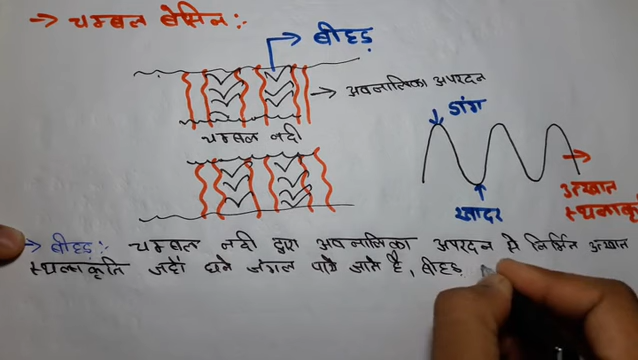 → चम्बल बेसिन:-
बीहड़
→ अवनालिका अपरदन
चम्बल नदी
डांग
खादर
उत्खात
स्थलाकृ
→ बीहड़:- चम्बल नदी द्वारा अवनालिका अपरदन से निर्मित उत्खात
स्थलाकृति जहाँ घने जंगल पाये जाते है, बीहड़